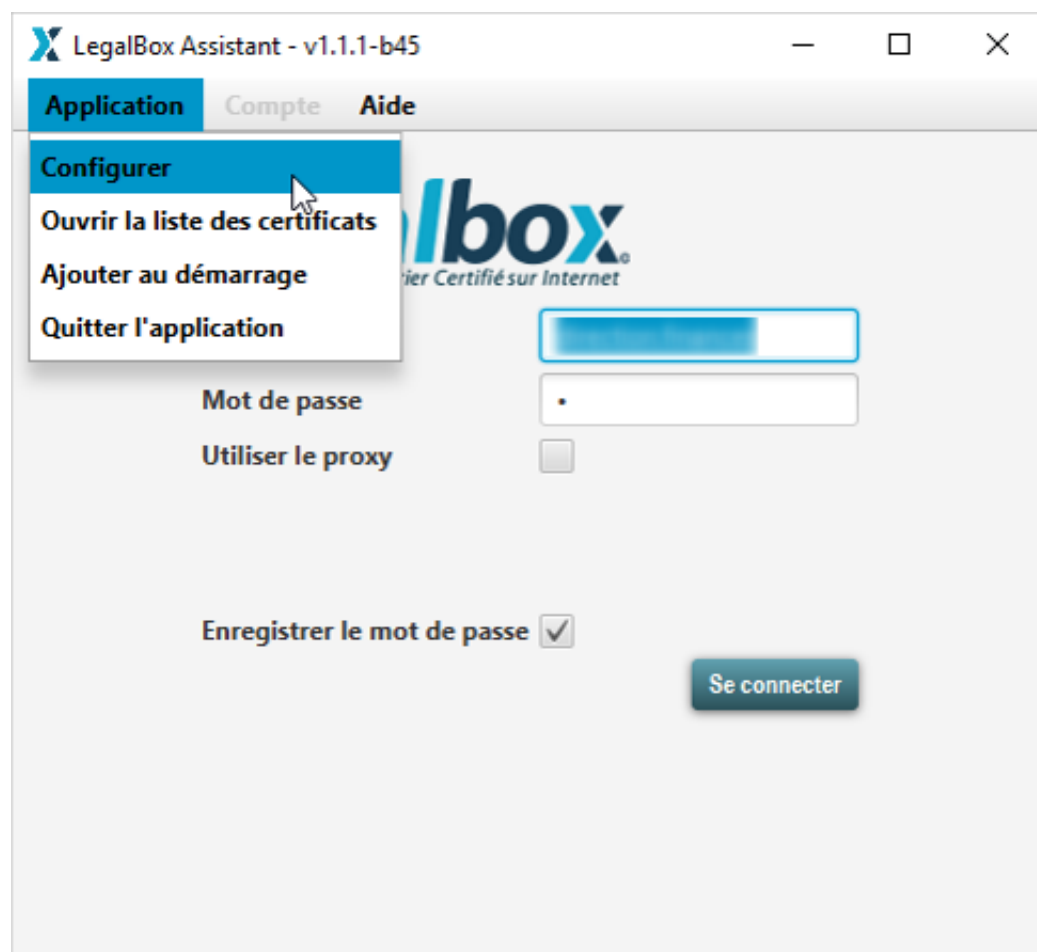 LegalBox Assistant - v1.1.1-b45
Application Compte Aide
Configurer
Ouvrir la liste des certificats
Ajouter au démarrage
Quitter l'application
lbox
Certifié sur Internet
Mot de passe
Utiliser le proxy
Enregistrer le mot de passe
Se connecter